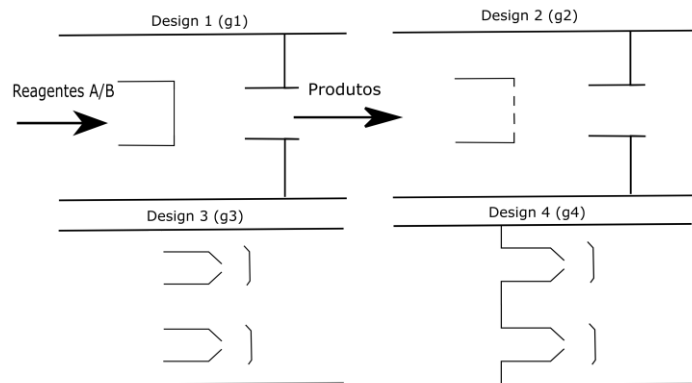 Design 1 (g1)
Design 2 (g2)
Reagentes A/B
Produtos
Design 3 (g3)
Design 4 (g4)